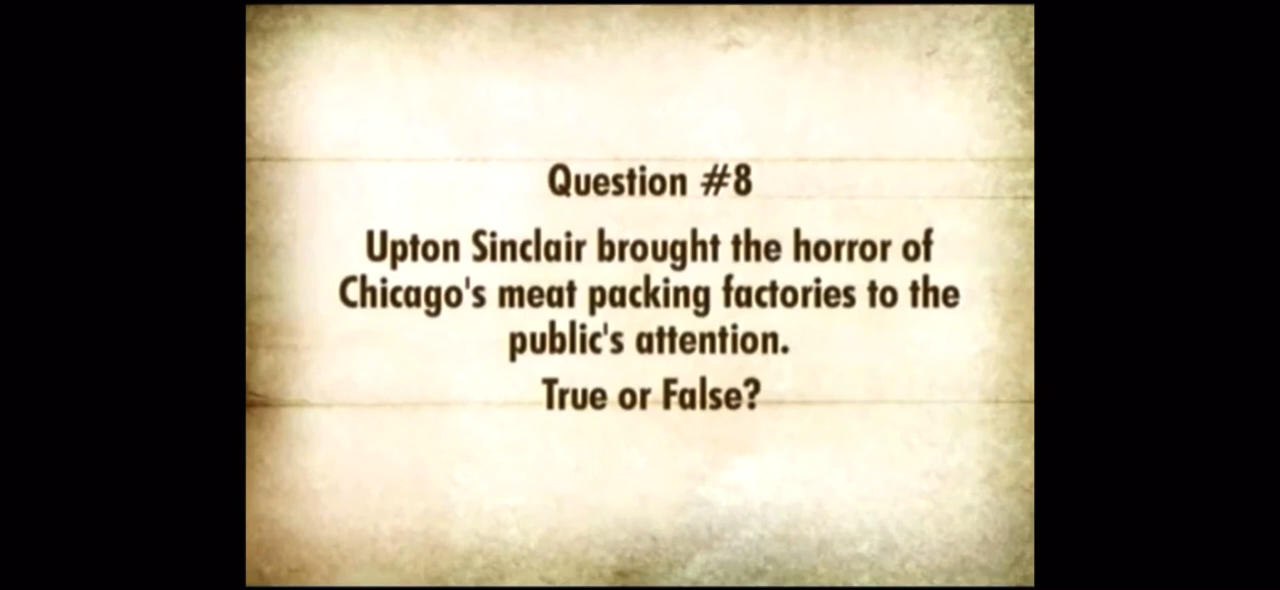 Question #8
Upton Sinclair brought the horror of
Chicago's meat packing factories to the
public's attention.
True or False?